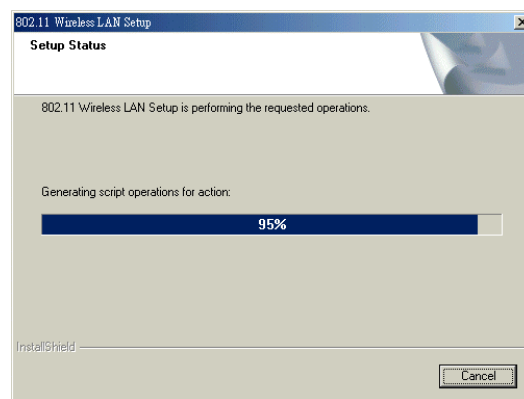 802.11 Wireless LAN Setup
Setup Status
802.11 Wireless LAN Setup is performing the requested operations.
Generating script operations for action:
95%
InstallShield
Cancel